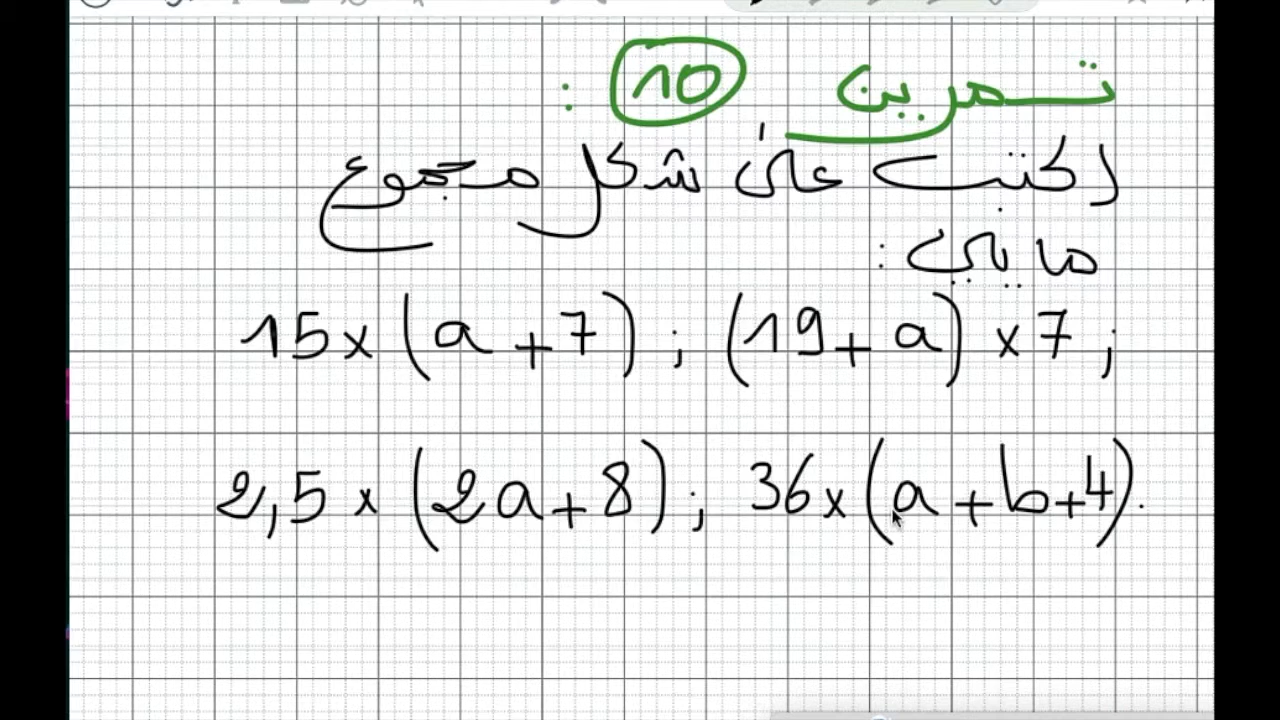 تمرين 10 :
اكتب على شكل مجموع
ما يلي :
15 × (a + 7) ; (19 + a) × 7 ;
2,5 × (2a + 8) ; 36 × (a + b + 4).